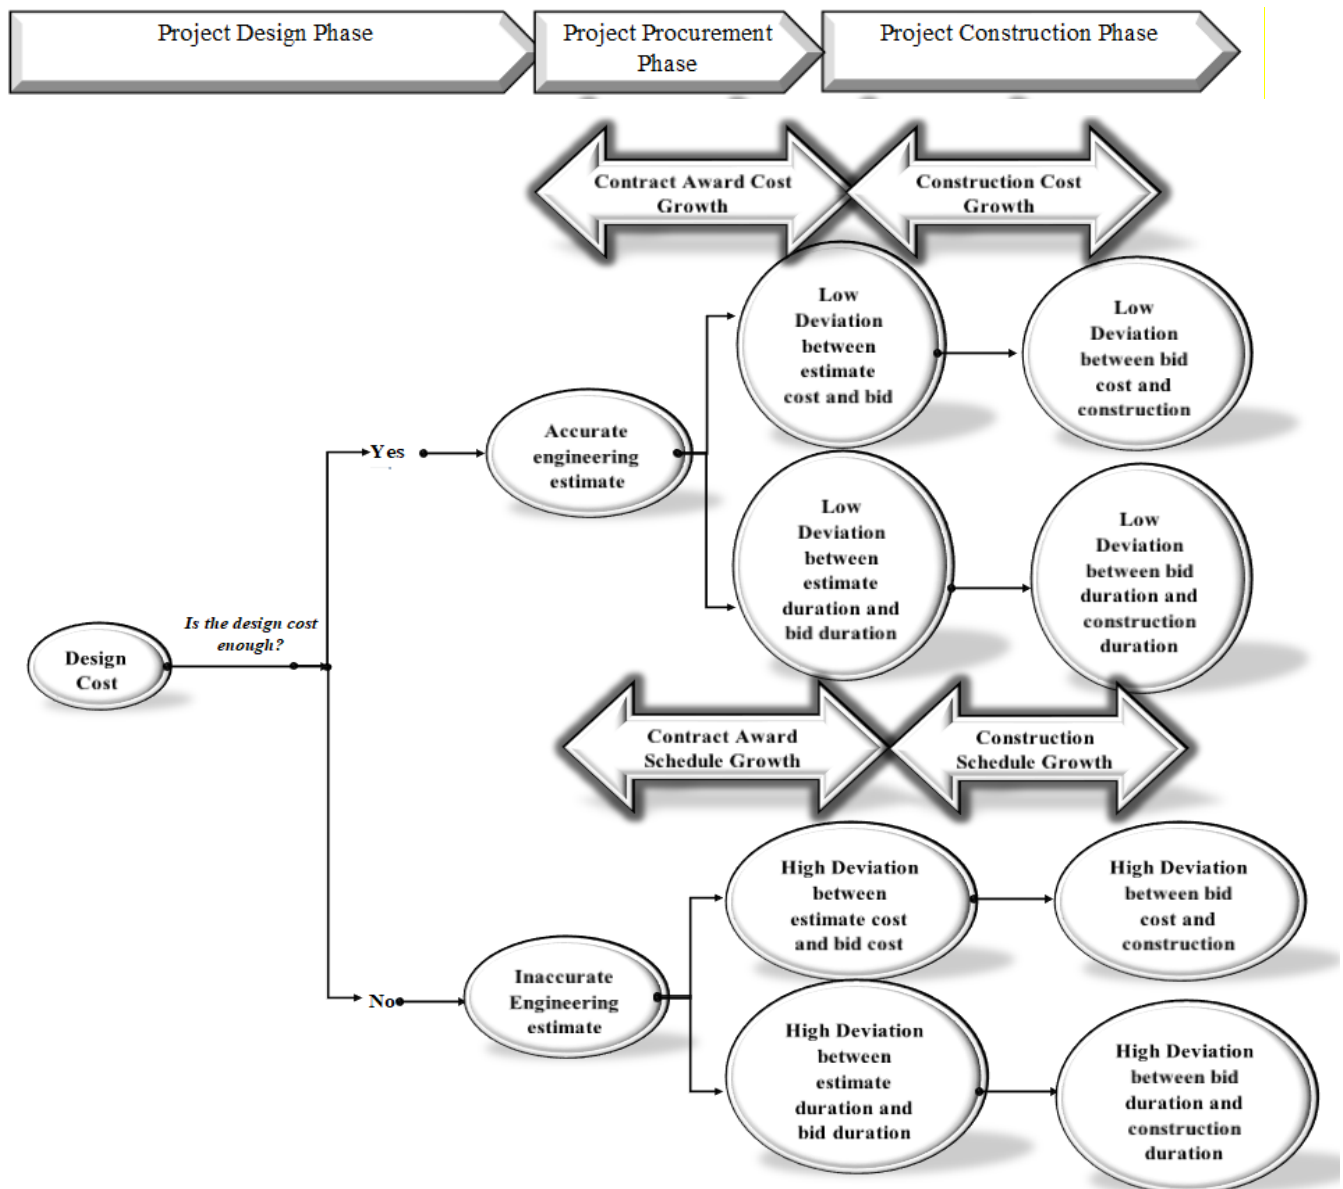 Project Design Phase
Project Procurement
Phase
Project Construction Phase
Contract Award Cost
Growth
Construction Cost
Growth
Low
Deviation
between
estimate
cost and bid
Low
Deviation
between bid
cost and
construction
Yes
Accurate
engineering
estimate
Low
Deviation
between
estimate
duration and
bid duration
Low
Deviation
between bid
duration and
construction
duration
Is the design cost
enough?
Design
Cost
Contract Award
Schedule Growth
Construction
Schedule Growth
High Deviation
between
estimate cost
and bid cost
High Deviation
between bid
cost and
construction
No
Inaccurate
Engineering
estimate
High Deviation
between
estimate
duration and
bid duration
High Deviation
between bid
duration and
construction
duration